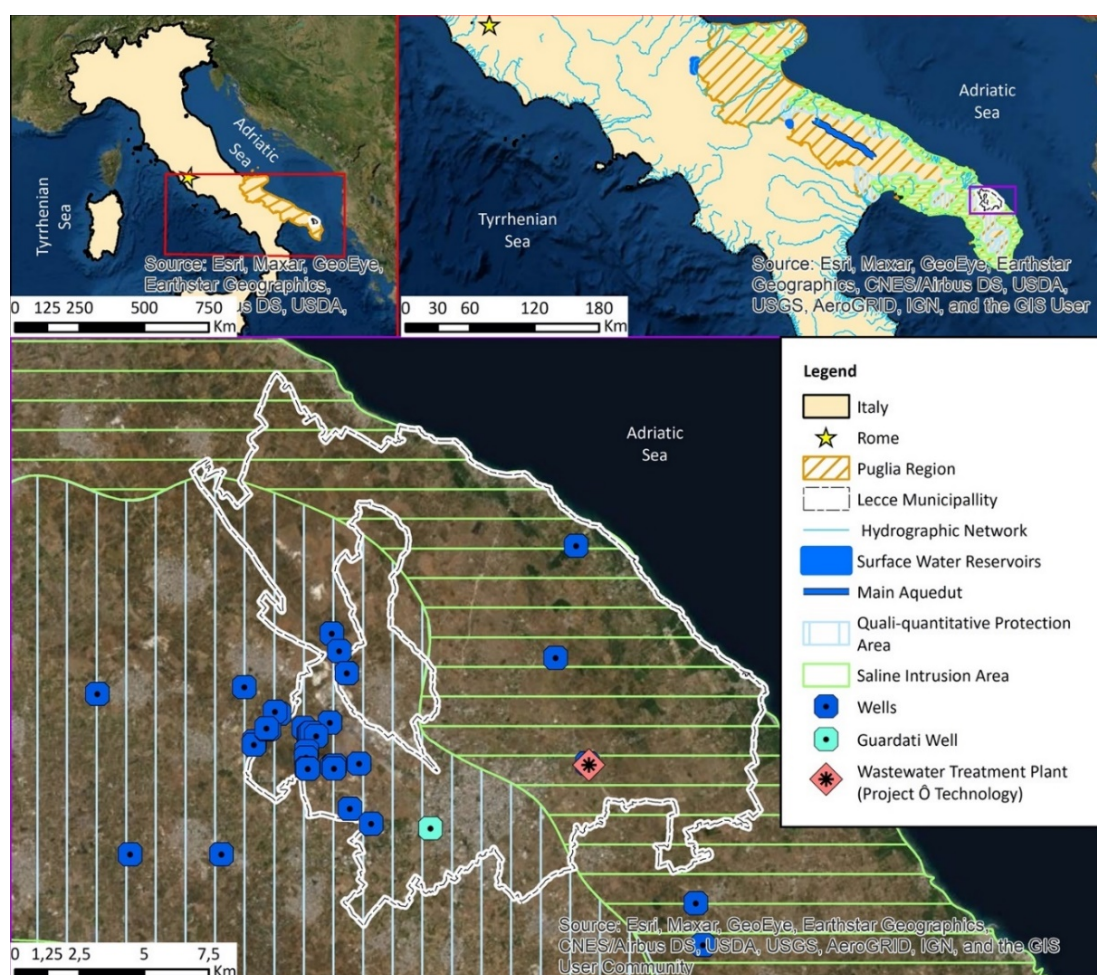 Adriatic
Sea
Tyrrhenian
Sea
Source: Esri, Maxar, GeoEye,
Earthstar Geographics,
s DS, USDA,
0 125 250 500 750
Km
Adriatic
Sea
Tyrrhenian
Sea
Source: Esri, Maxar, GeoEye, Earthstar
Geographics, CNES/Airbus DS, USDA,
USGS, AeroGRID, IGN, and the GIS User
0 30 60 120 180
Km
Adriatic
Sea
Legend
Italy
Rome
Puglia Region
Lecce Municipallity
Hydrographic Network
Surface Water Reservoirs
Main Aquedut
Quali-quantitative Protection
Area
Saline Intrusion Area
Wells
Guardati Well
Wastewater Treatment Plant
(Project Ô Technology)
0 1,25 2,5 5 7,5
Km
Source: Esri, Maxar, GeoEye, Earthstar Geographics,
CNES/Airbus DS, USDA, USGS, AeroGRID, IGN, and the GIS
User Community